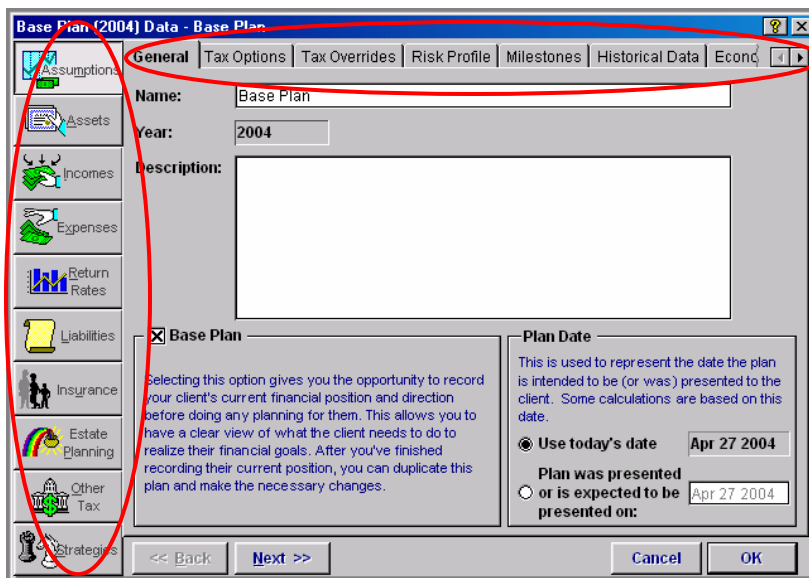 Base Plan (2004) Data - Base Plan
Assumptions
Assets
Incomes
Expenses
Return
Rates
Liabilities
Insurance
Estate
Planning
Other
Tax
Strategies
General Tax Options Tax Overrides Risk Profile Milestones Historical Data Econ
Name: Base Plan
Year: 2004
Description:
Base Plan
Selecting this option gives you the opportunity to record
your client's current financial position and direction
before doing any planning for them. This allows you to
have a clear view of what the client needs to do to
realize their financial goals. After you've finished
recording their current position, you can duplicate this
plan and make the necessary changes.
Plan Date
This is used to represent the date the plan
is intended to be (or was) presented to the
client. Some calculations are based on this
date.
Use today's date Apr 27 2004
Plan was presented
or is expected to be Apr 27 2004
presented on:
<< Back Next >> Cancel OK